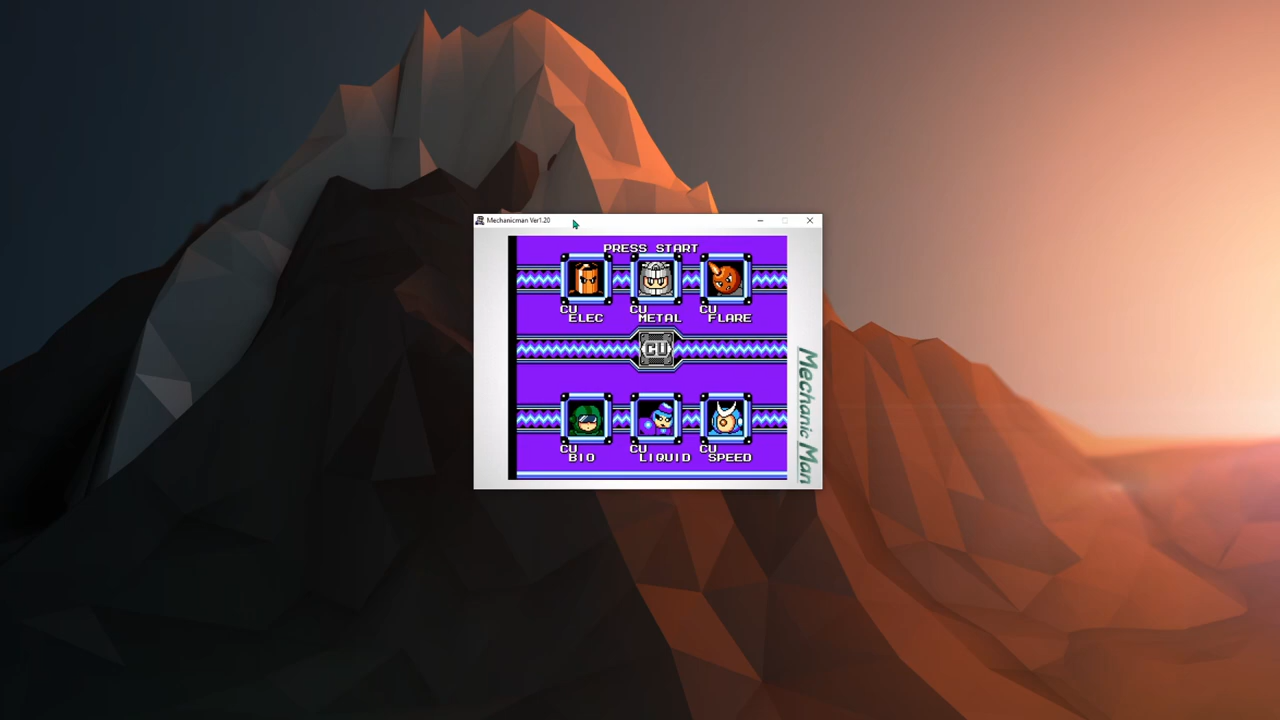 Mechanicman Ver1.20
PRESS START
CU ELEC
CU METAL
CU FLARE
CU
CU BIO
CU LIQUID
CU SPEED
Mechanic Man